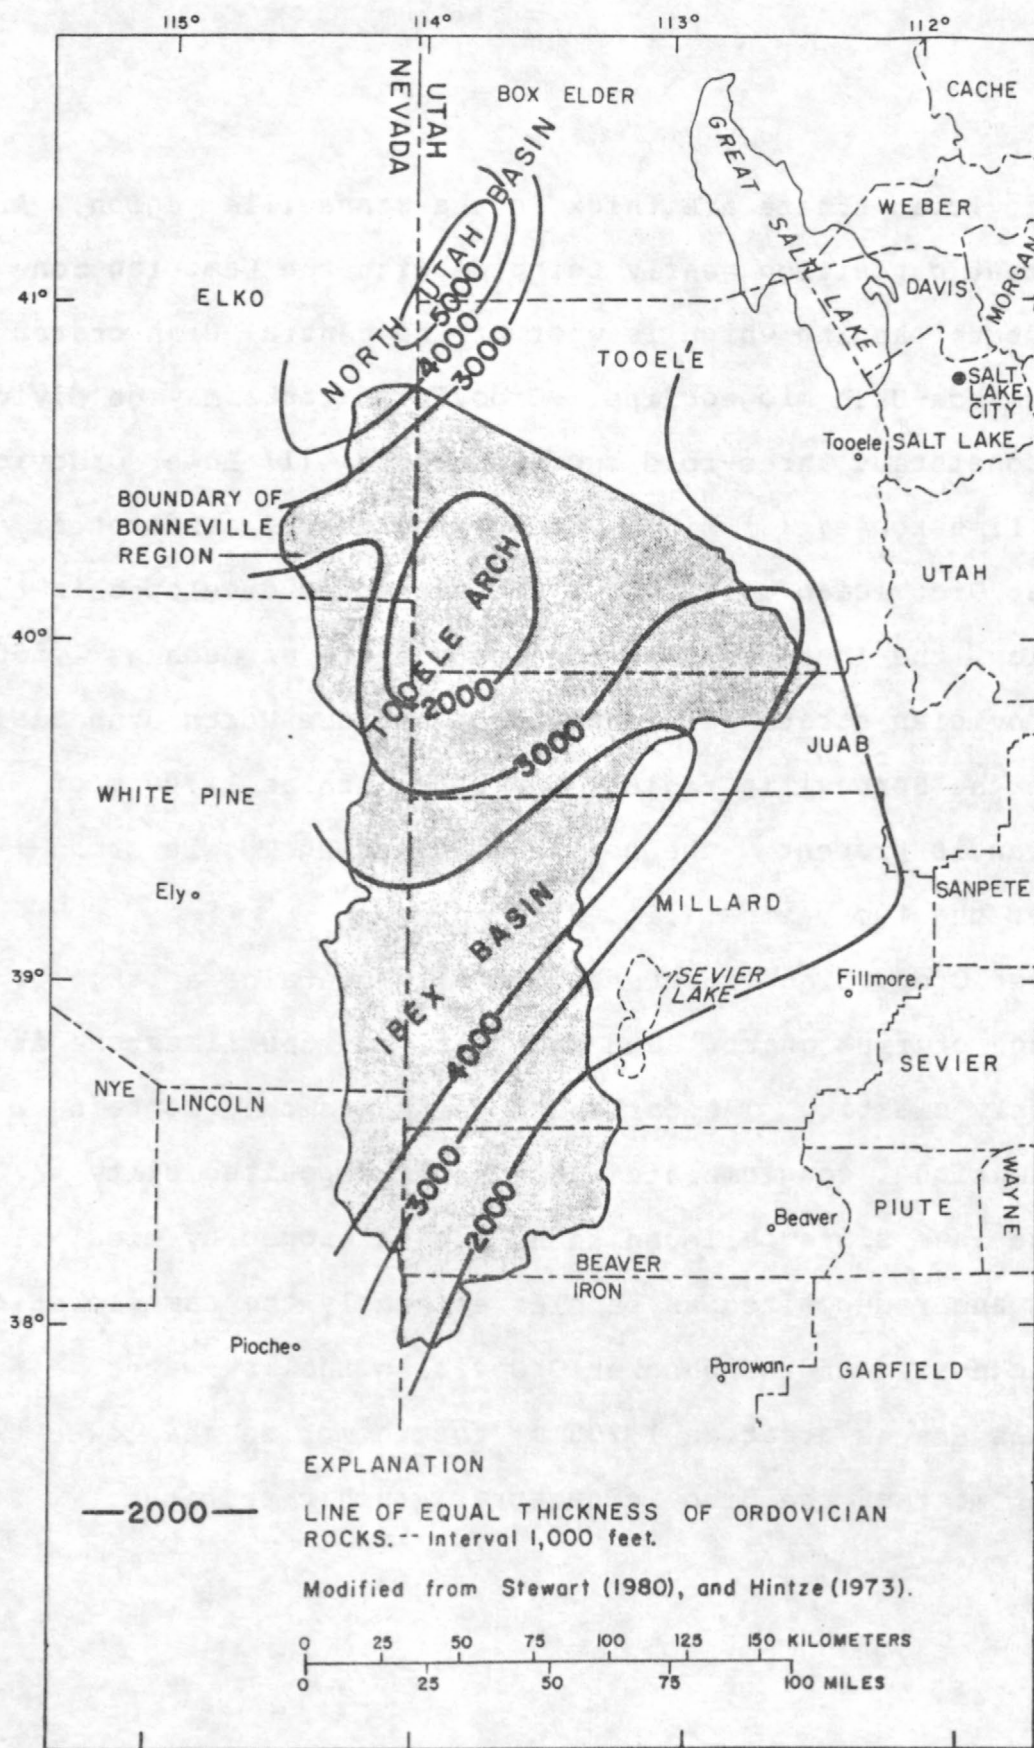 115°
114°
113°
112°
NEVADA
UTAH
BOX ELDER
CACHE
GREAT SALT LAKE
WEBER
MORGAN
DAVIS
NORTH UTAH BASIN
5000
4000
3000
41°
ELKO
TOOELE
SALT
LAKE
CITY
Tooele
SALT LAKE
BOUNDARY OF
BONNEVILLE
REGION
TOOELE ARCH
2000
UTAH
40°
3000
JUAB
WHITE PINE
Ely
IBEX BASIN
MILLARD
SANPETE
39°
SEVIER
LAKE
Fillmore
4000
SEVIER
NYE
LINCOLN
3000
2000
PIUTE
WAYNE
Beaver
BEAVER
IRON
38°
Pioche
Parowan
GARFIELD
EXPLANATION
2000
LINE OF EQUAL THICKNESS OF ORDOVICIAN
ROCKS.-- Interval 1,000 feet.
Modified from Stewart (1980), and Hintze (1973).
0 25 50 75 100 125 150 KILOMETERS
0 25 50 75 100 MILES